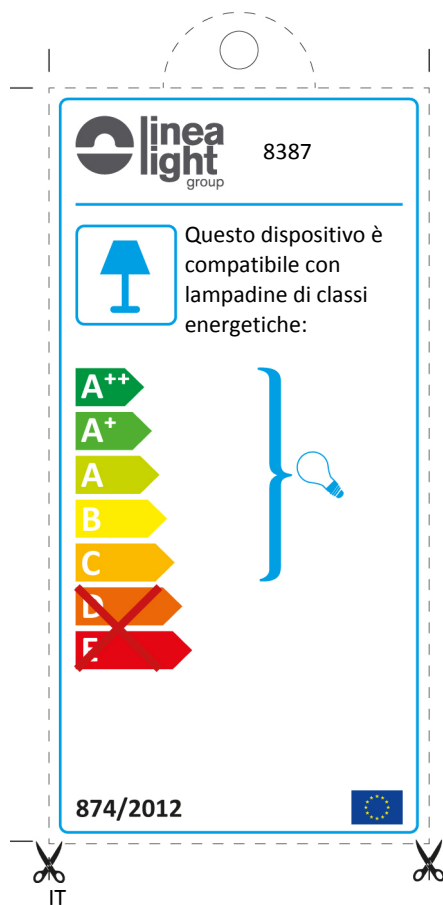 linea
light
group
8387
Questo dispositivo è
compatibile con
lampadine di classi
energetiche:
A++
A+
A
B
C
D
E
874/2012
IT